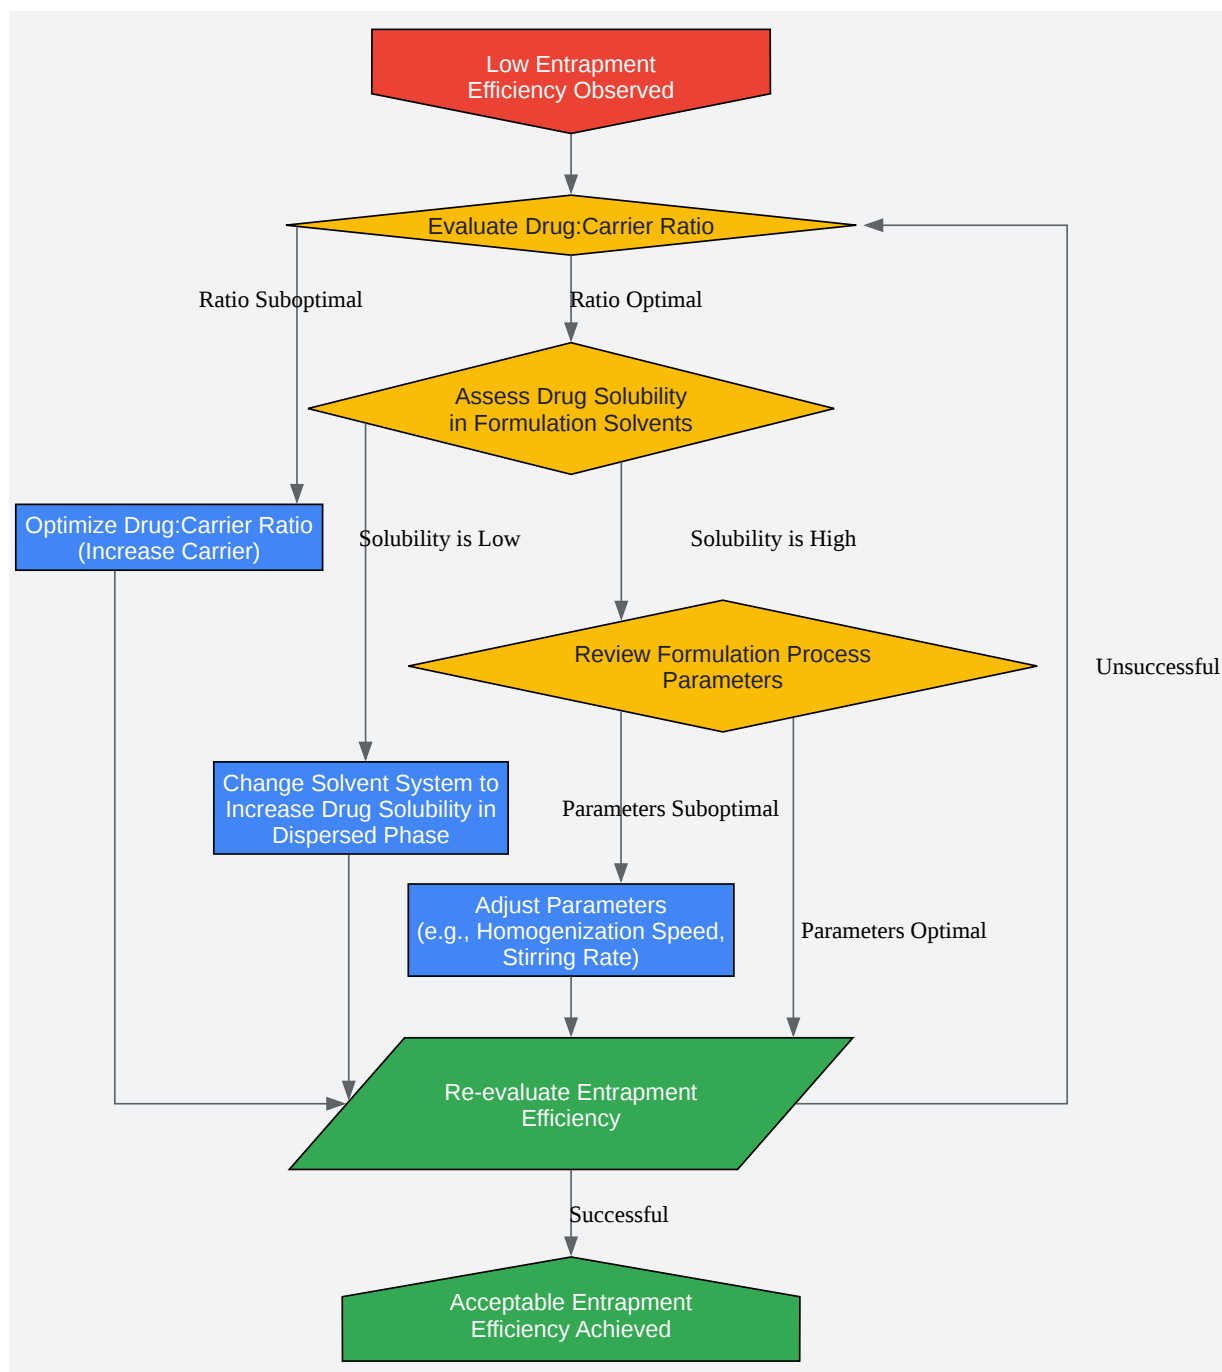 Low Entrapment
Efficiency Observed
Evaluate Drug:Carrier Ratio
Ratio Suboptimal
Ratio Optimal
Assess Drug Solubility
in Formulation Solvents
Optimize Drug:Carrier Ratio
(Increase Carrier)
Solubility is Low
Solubility is High
Review Formulation Process
Parameters
Unsuccessful
Change Solvent System to
Increase Drug Solubility in
Dispersed Phase
Parameters Suboptimal
Adjust Parameters
(e.g., Homogenization Speed,
Stirring Rate)
Parameters Optimal
Re-evaluate Entrapment
Efficiency
Successful
Acceptable Entrapment
Efficiency Achieved